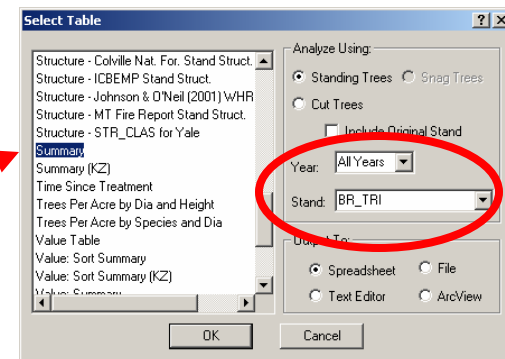 Select Table
Structure - Colville Nat. For. Stand Struct.
Structure - ICBEMP Stand Struct.
Structure - Johnson & O'Neil (2001) WHR
Structure - MT Fire Report Stand Struct.
Structure - STR_CLAS for Yale
Summary
Summary (KZ)
Time Since Treatment
Trees Per Acre by Dia and Height
Trees Per Acre by Species and Dia
Value Table
Value: Sort Summary
Value: Sort Summary (KZ)
Value: Summary
Analyze Using:
Standing Trees
Snag Trees
Cut Trees
Include Original Stand
Year: All Years
Stand: BR_TRI
Output To:
Spreadsheet
File
Text Editor
ArcView
OK
Cancel